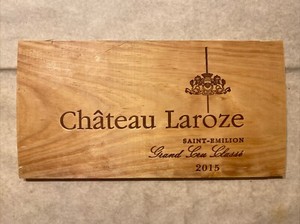 Château Laroze
SAINT-EMILION
Grand Cru Classé
2015